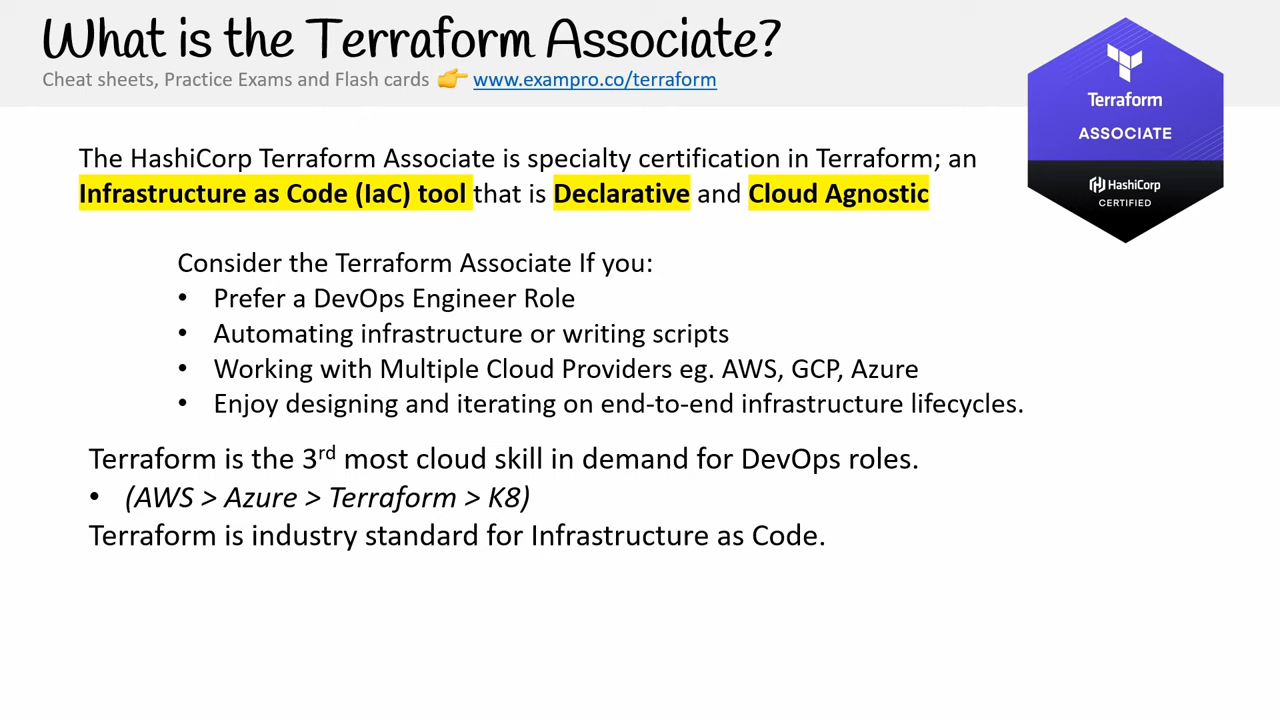 What is the Terraform Associate?
Cheat sheets, Practice Exams and Flash cards 👉 www.exampro.co/terraform
Terraform
ASSOCIATE
HashiCorp
CERTIFIED
The HashiCorp Terraform Associate is specialty certification in Terraform; an
Infrastructure as Code (IaC) tool that is Declarative and Cloud Agnostic
Consider the Terraform Associate If you:
• Prefer a DevOps Engineer Role
• Automating infrastructure or writing scripts
• Working with Multiple Cloud Providers eg. AWS, GCP, Azure
• Enjoy designing and iterating on end-to-end infrastructure lifecycles.
Terraform is the 3rd most cloud skill in demand for DevOps roles.
• (AWS > Azure > Terraform > K8)
Terraform is industry standard for Infrastructure as Code.